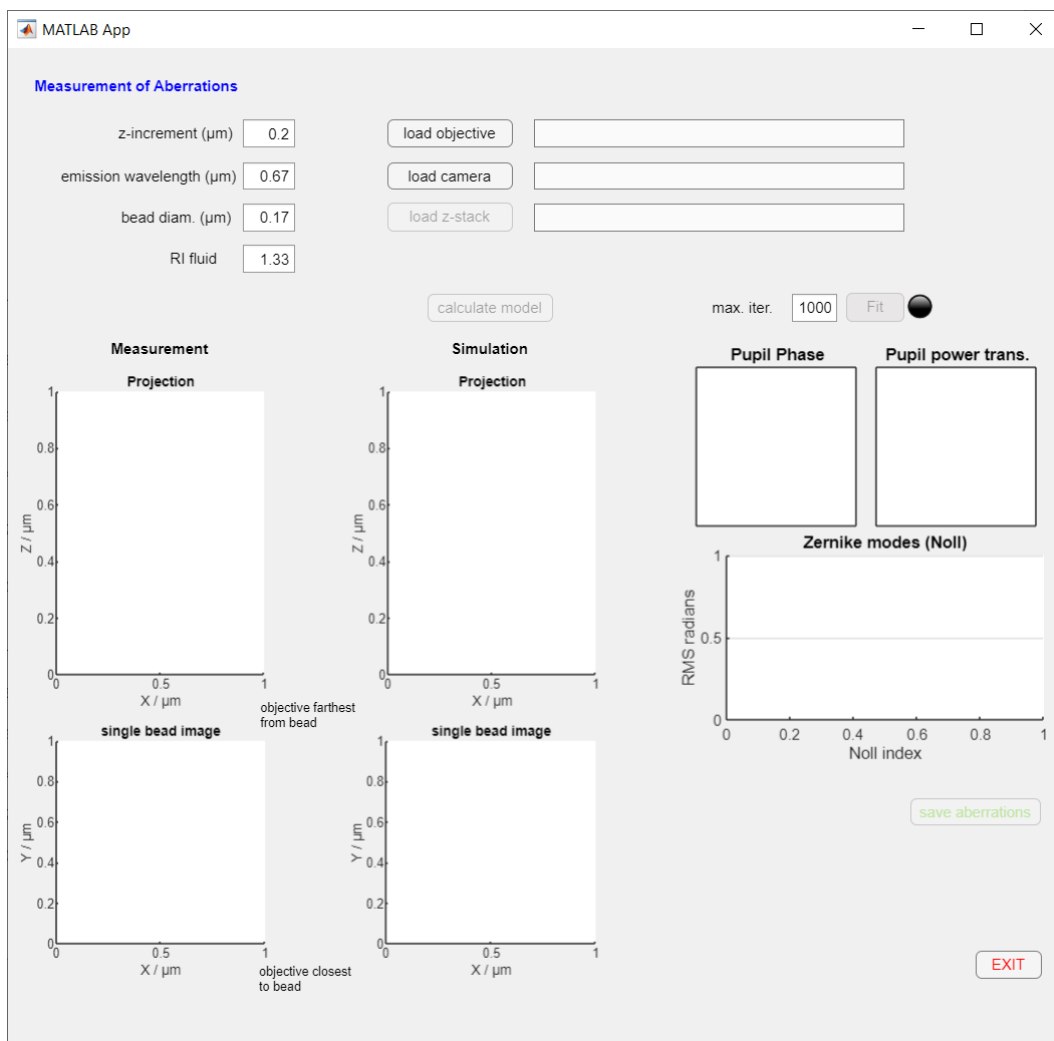 MATLAB App
Measurement of Aberrations
z-increment (µm) 0.2 load objective
emission wavelength (µm) 0.67 load camera
bead diam. (µm) 0.17 load z-stack
RI fluid 1.33
calculate model max. iter. 1000 Fit
Measurement Simulation Pupil Phase Pupil power trans.
Projection Projection
1 1
0.8 0.8
0.6 0.6
Z / µm Z / µm
0.4 0.4
0.2 0.2
0 0
0 0.5 1 0 0.5 1
X / µm X / µm
Zernike modes (Noll)
1
RMS radians
0.5
0
0 0.2 0.4 0.6 0.8 1
Noll index
objective farthest
from bead
single bead image single bead image
1 1
0.8 0.8
0.6 0.6
Y / µm Y / µm
0.4 0.4
0.2 0.2
0 0
0 0.5 1 0 0.5 1
X / µm X / µm
objective closest
to bead
save aberrations
EXIT